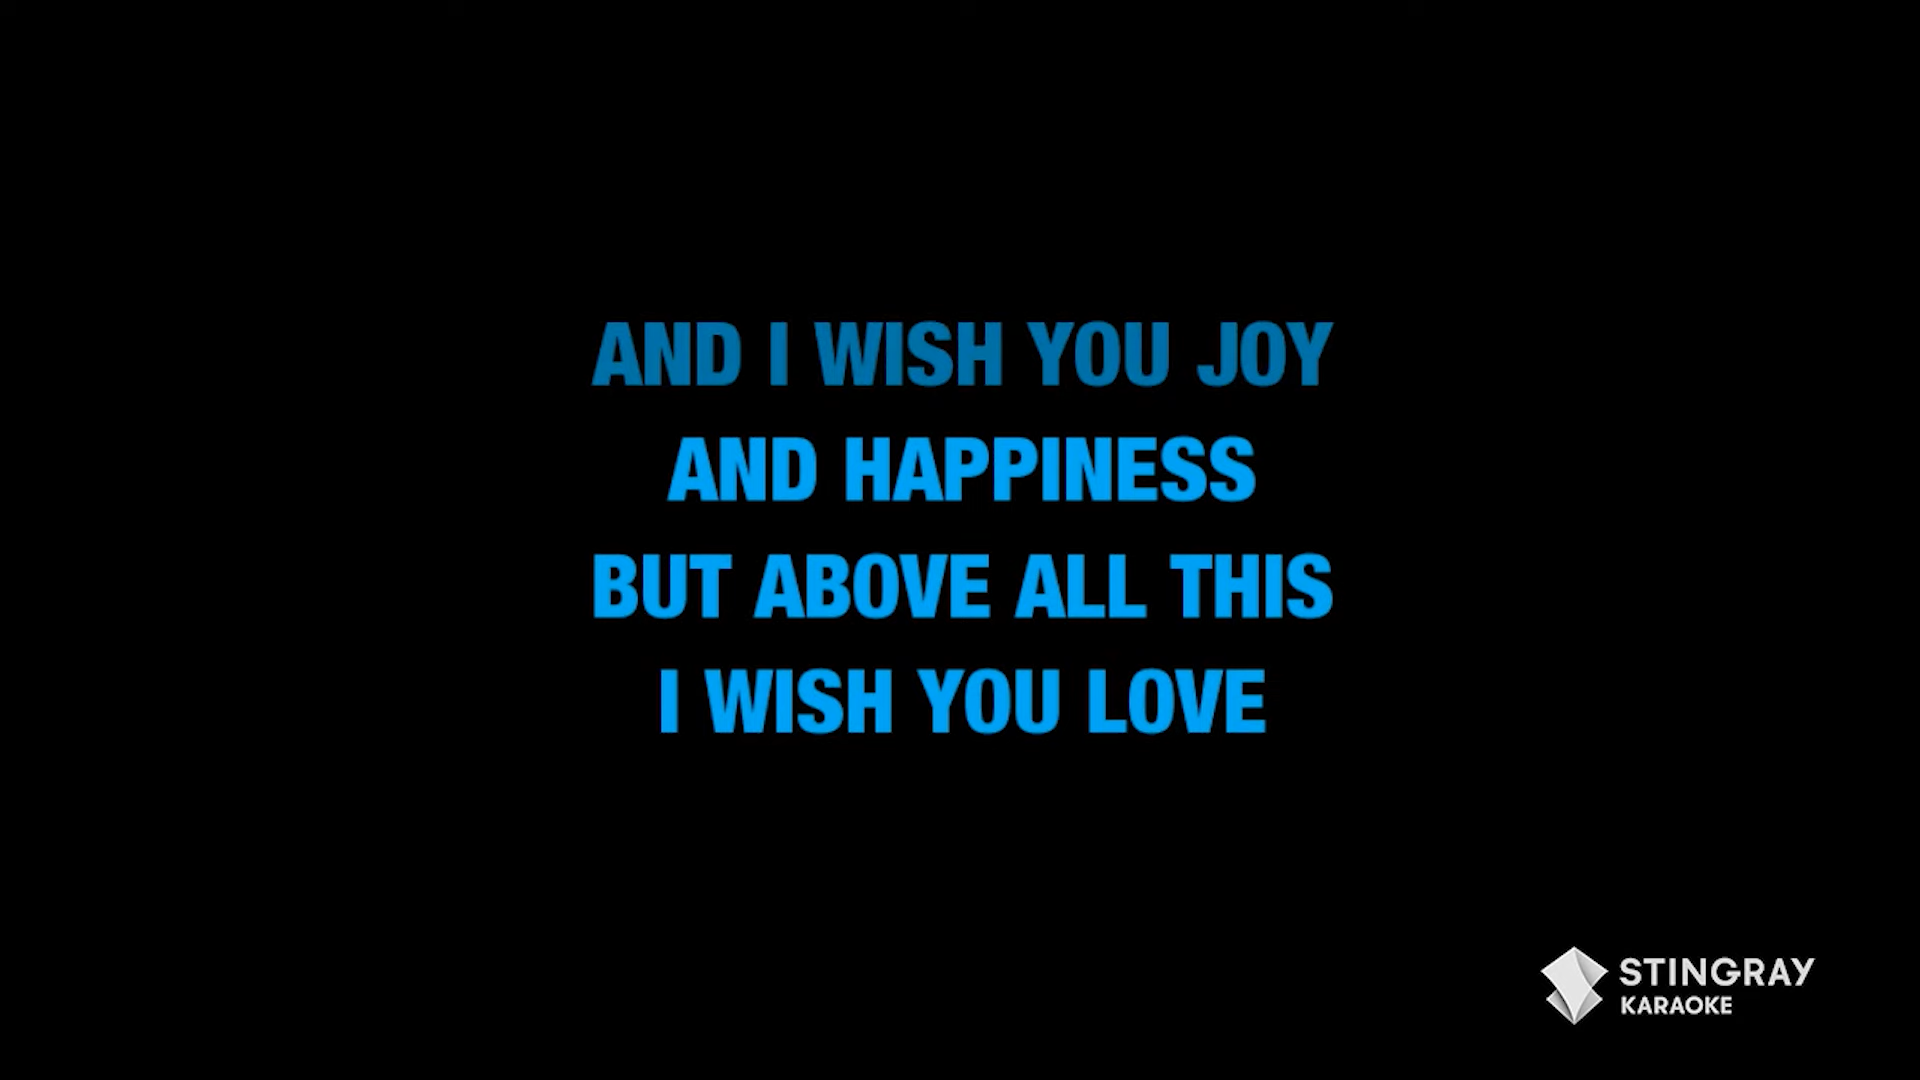 AND I WISH YOU JOY
AND HAPPINESS
BUT ABOVE ALL THIS
I WISH YOU LOVE
STINGRAY
KARAOKE